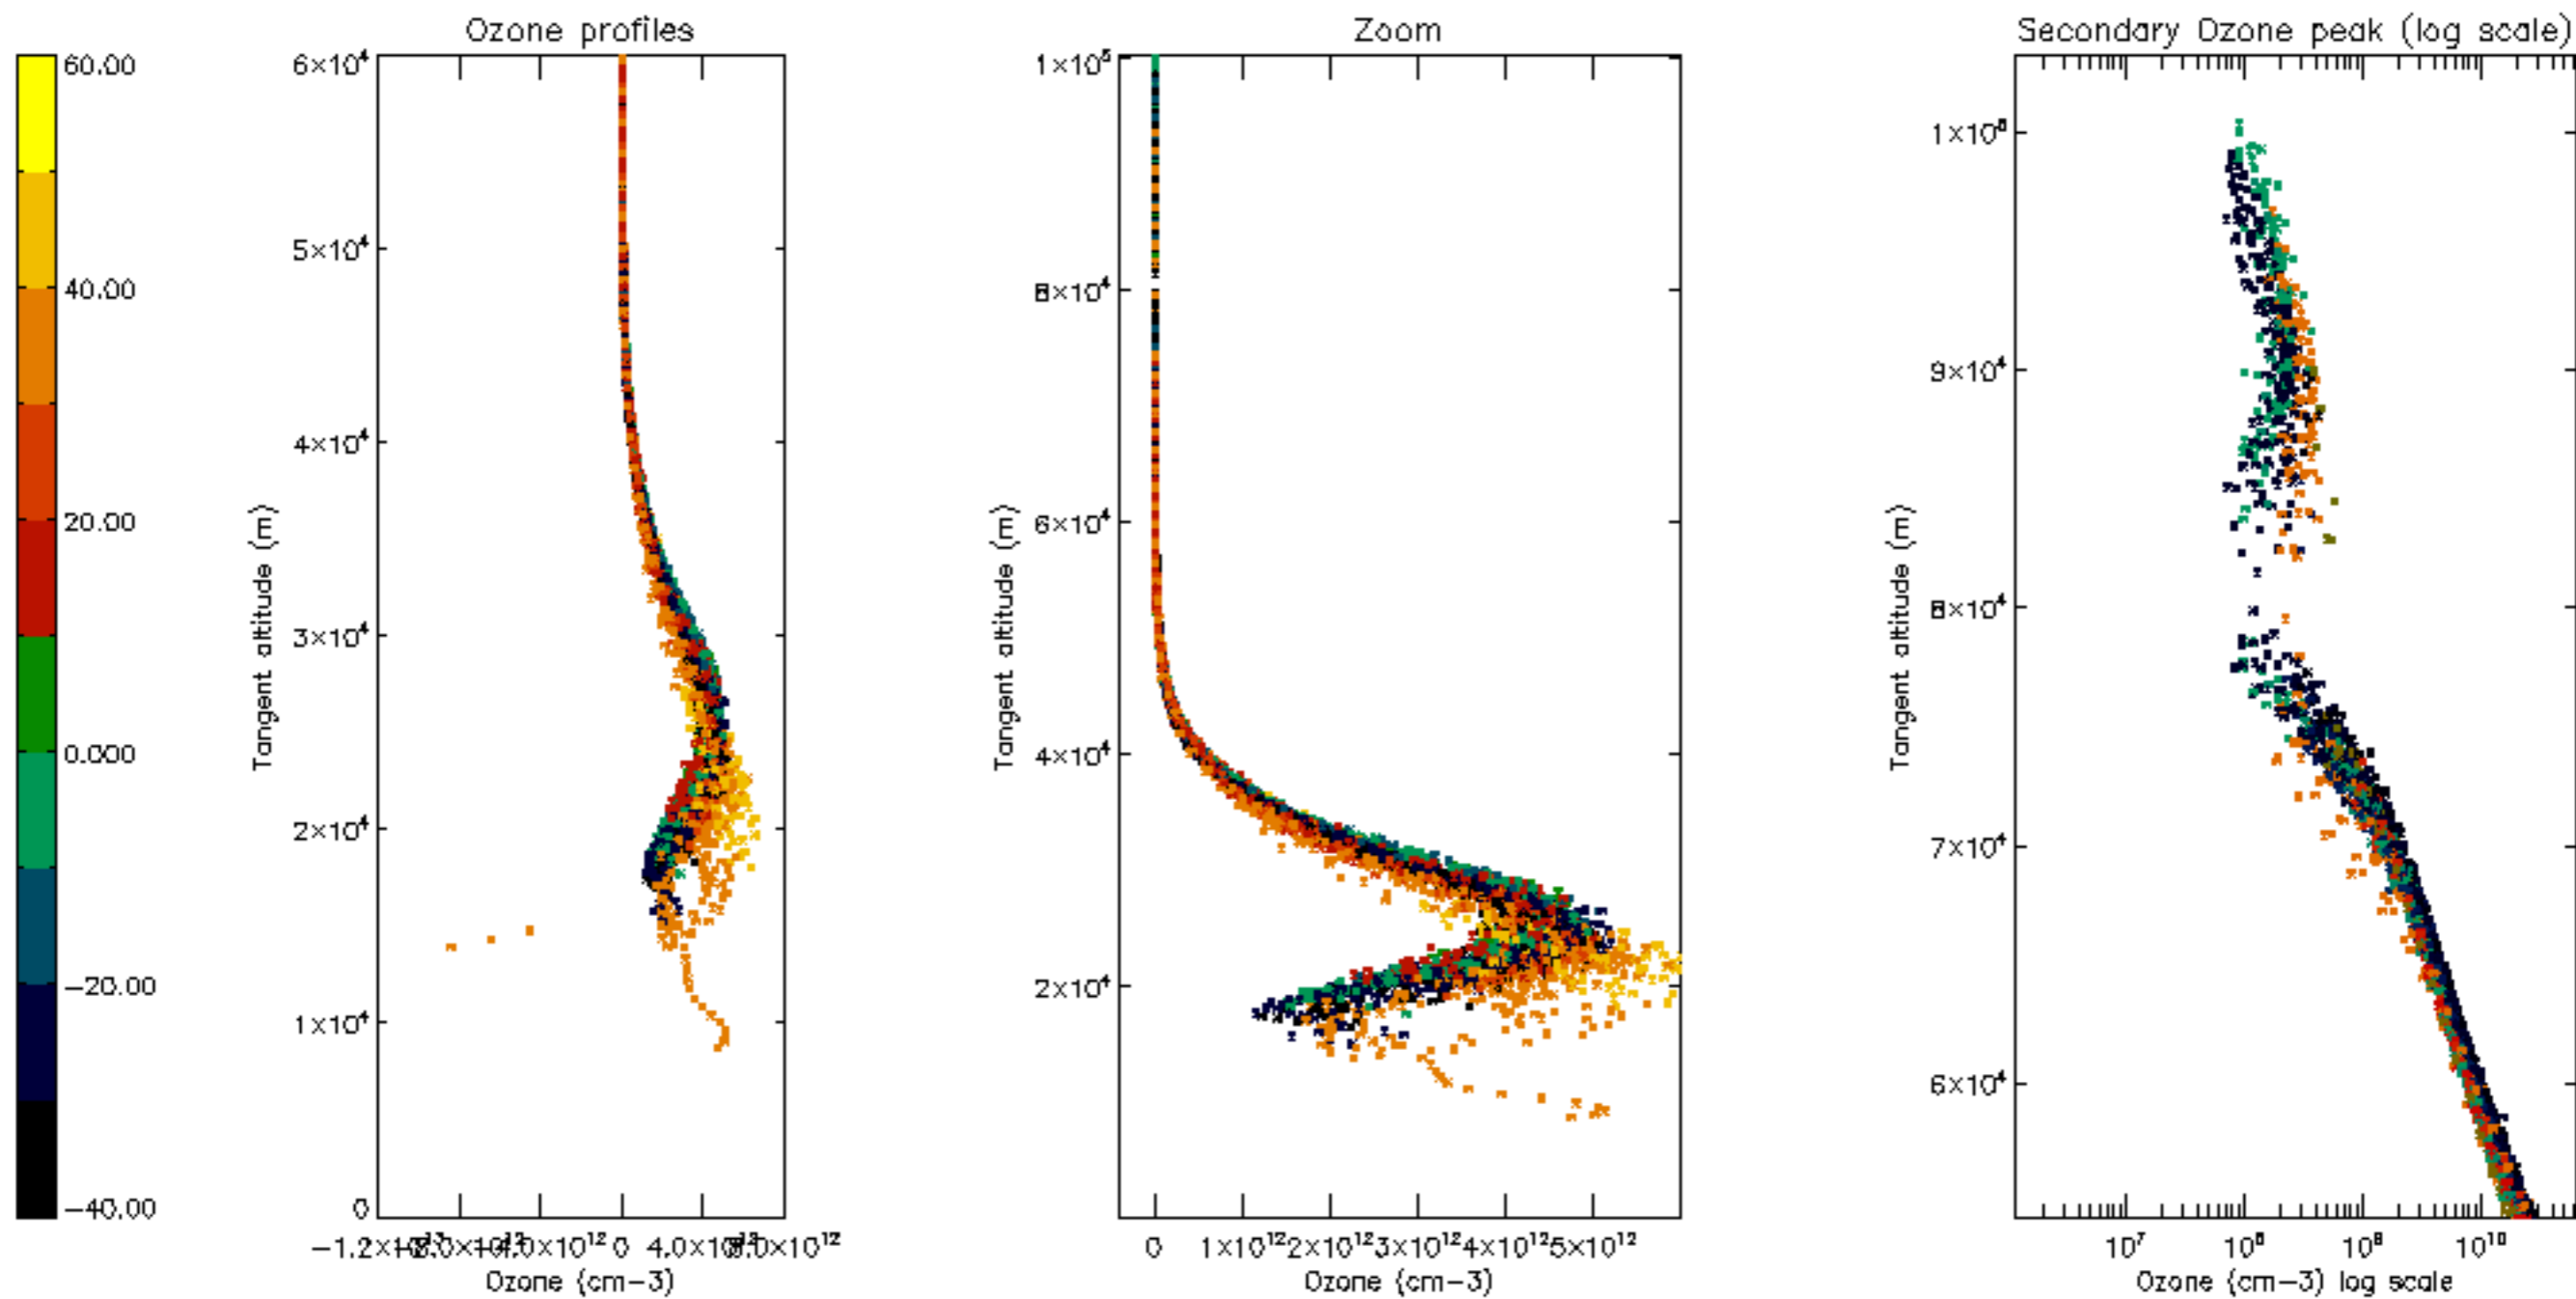 Ozone profiles
Zoom
Secondary Ozone peak (log scale)
60.00
40.00
20.00
0.000
-20.00
-40.00
Tangent altitude (m)
6×10⁴
5×10⁴
4×10⁴
3×10⁴
2×10⁴
1×10⁴
0
0 4.0×10¹²
Ozone (cm-3)
Tangent altitude (m)
1×10⁵
8×10⁴
6×10⁴
4×10⁴
2×10⁴
0 1×10¹² 2×10¹² 3×10¹² 4×10¹² 5×10¹²
Ozone (cm-3)
Tangent altitude (m)
9×10⁴
8×10⁴
7×10⁴
6×10⁴
10⁷ 10⁸ 10⁹ 10¹⁰
Ozone (cm-3) log scale